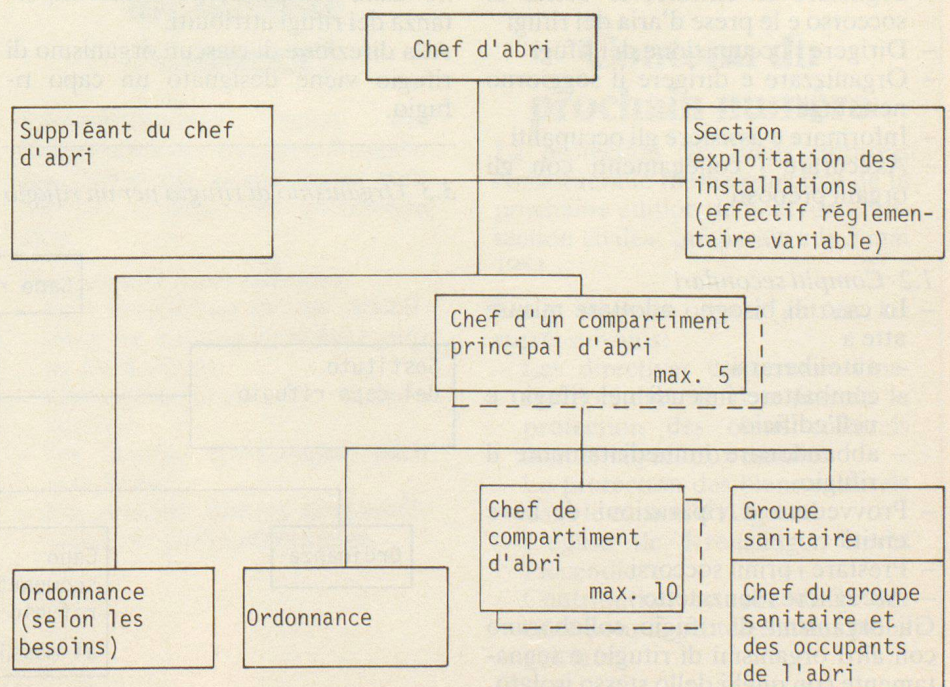 Chef d'abri
Suppléant du chef
d'abri
Section
exploitation des
installations
(effectif réglemen-
taire variable)
Chef d'un compartiment
principal d'abri
max. 5
Chef de
compartiment
d'abri
max. 10
Groupe
sanitaire
Chef du groupe
sanitaire et
des occupants
de l'abri
Ordonnance
(selon les
besoins)
Ordonnance